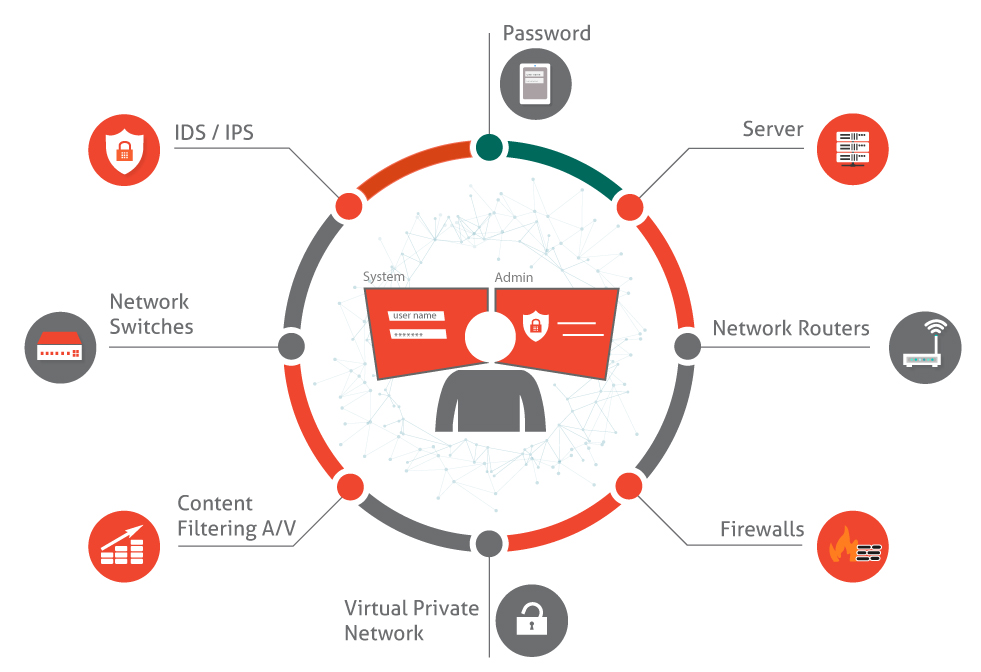 Password
IDS / IPS
Server
System
Admin
user name
*******
Network
Switches
Network Routers
Content
Filtering A/V
Firewalls
Virtual Private
Network